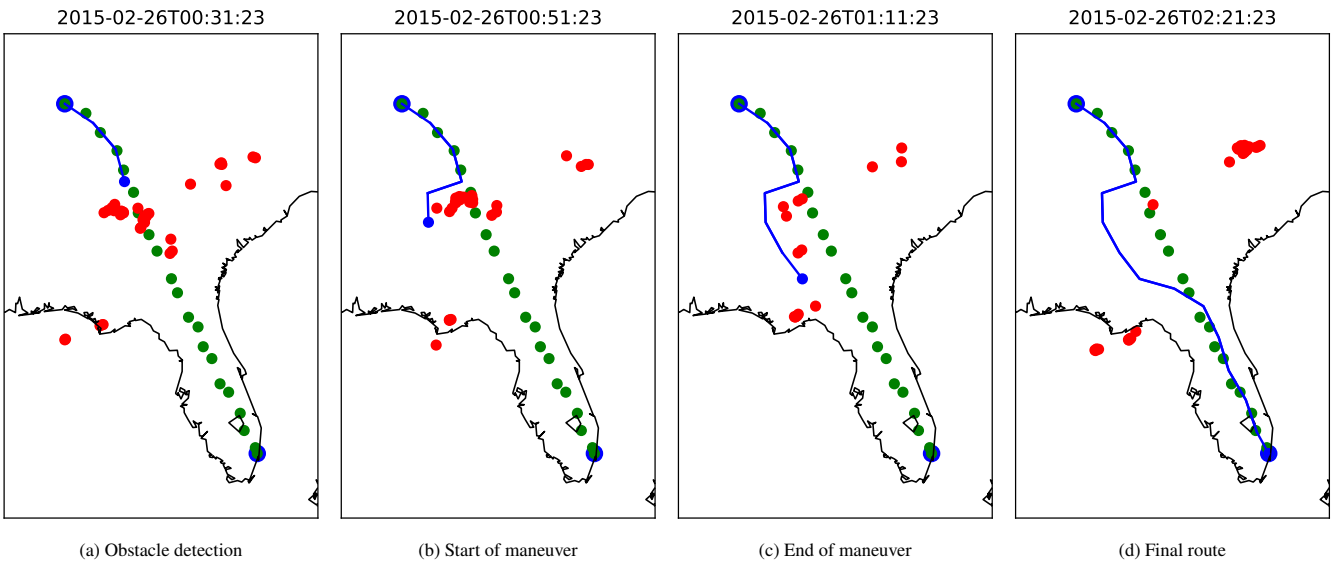 2015-02-26T00:31:23
2015-02-26T00:51:23
2015-02-26T01:11:23
2015-02-26T02:21:23
(a) Obstacle detection
(b) Start of maneuver
(c) End of maneuver
(d) Final route